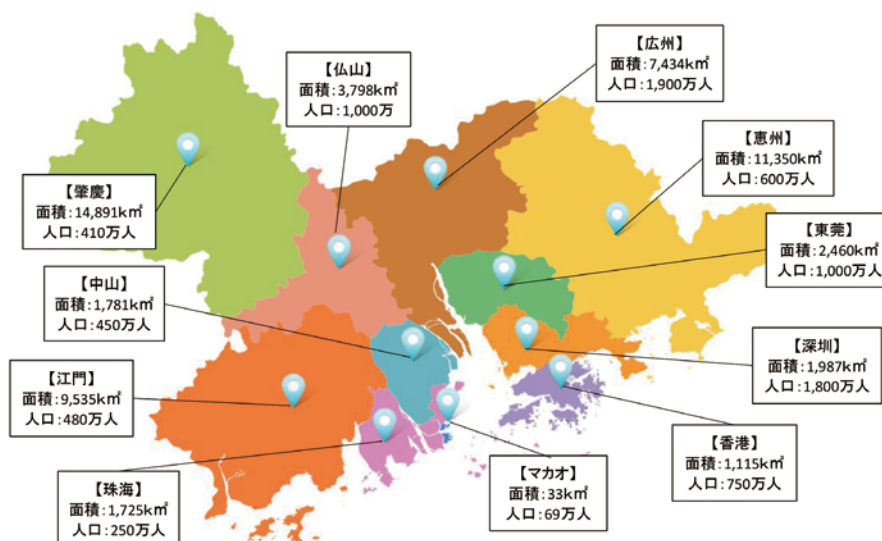 【広州】
面積:7,434k㎡
人口:1,900万人
【仏山】
面積:3,798k㎡
人口:1,000万
【恵州】
面積:11,350k㎡
人口:600万人
【肇慶】
面積:14,891k㎡
人口:410万人
【東莞】
面積:2,460k㎡
人口:1,000万人
【中山】
面積:1,781k㎡
人口:450万人
【深圳】
面積:1,987k㎡
人口:1,800万人
【江門】
面積:9,535k㎡
人口:480万人
【香港】
面積:1,115k㎡
人口:750万人
【マカオ】
面積:33k㎡
人口:69万人
【珠海】
面積:1,725k㎡
人口:250万人